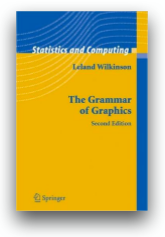 Statistics and Computing
Leland Wilkinson
The Grammar
of Graphics
Second Edition
Springer